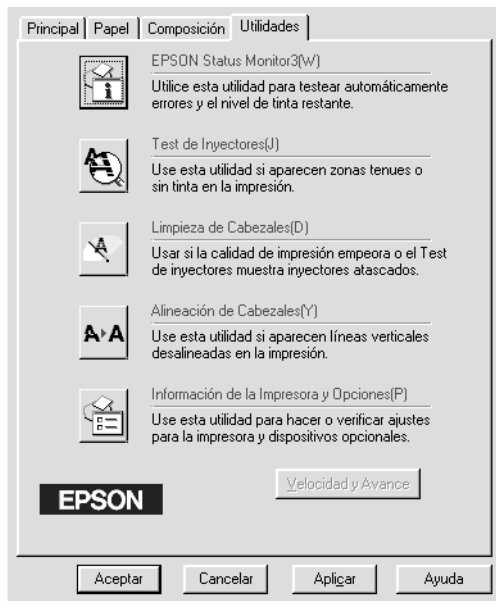 Principal Papel Composición Utilidades
EPSON Status Monitor3(W)
Utilice esta utilidad para testear automáticamente
errores y el nivel de tinta restante.
Test de Inyectores(J)
Use esta utilidad si aparecen zonas tenues o
sin tinta en la impresión.
Limpieza de Cabezales(D)
Usar si la calidad de impresión empeora o el Test
de inyectores muestra inyectores atascados.
Alineación de Cabezales(Y)
A A
Use esta utilidad si aparecen líneas verticales
desalineadas en la impresión.
Información de la Impresora y Opciones(P)
Use esta utilidad para hacer o verificar ajustes
para la impresora y dispositivos opcionales.
Velocidad y Avance
EPSON
Aceptar Cancelar Aplicar Ayuda